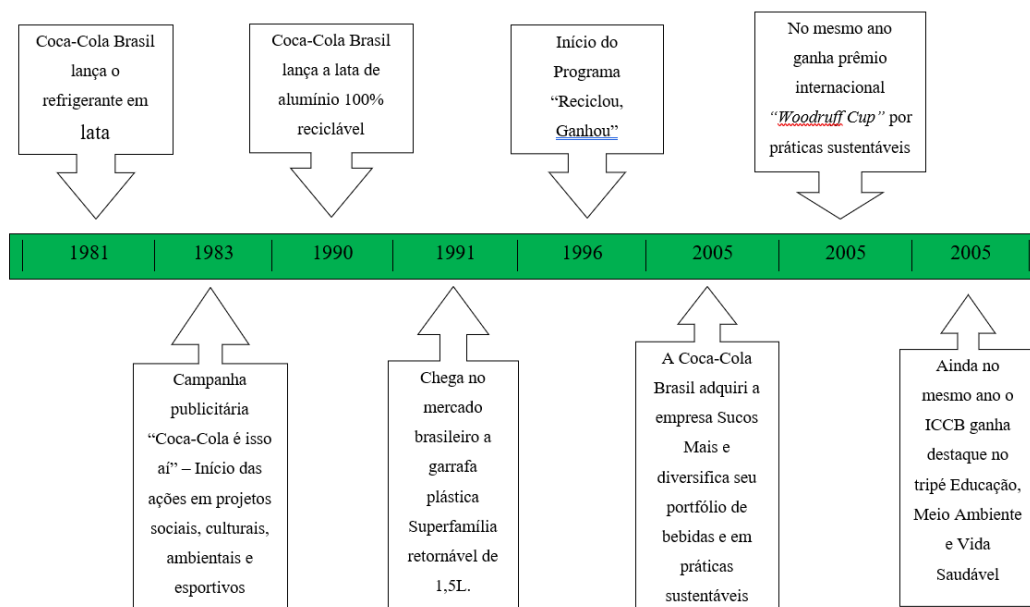 Coca-Cola Brasil
lança o
refrigerante em
lata
Coca-Cola Brasil
lança a lata de
alumínio 100%
reciclável
Início do
Programa
“Reciclou,
Ganhou”
No mesmo ano
ganha prêmio
internacional
“Woodruff Cup” por
práticas sustentáveis
1981 1983 1990 1991 1996 2005 2005 2005
Campanha
publicitária
“Coca-Cola é isso
aí” – Início das
ações em projetos
sociais, culturais,
ambientais e
esportivos
Chega no
mercado
brasileiro a
garrafa
plástica
Superfamília
retornável de
1,5L.
A Coca-Cola
Brasil adquiri a
empresa Sucos
Mais e
diversifica seu
portfólio de
bebidas e em
práticas
sustentáveis
Ainda no
mesmo ano o
ICCB ganha
destaque no
tripé Educação,
Meio Ambiente
e Vida
Saudável